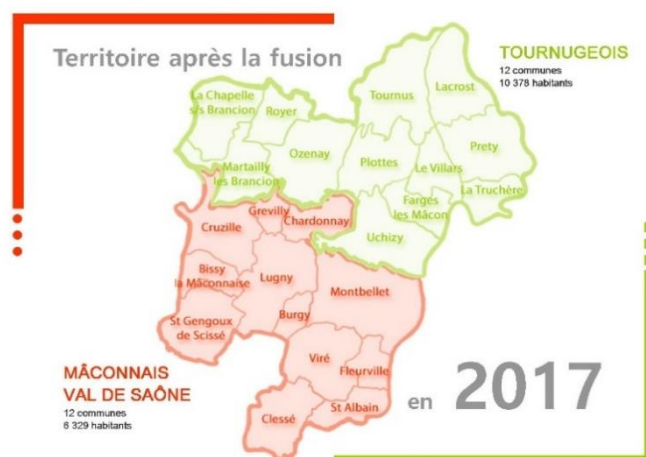 Territoire après la fusion
TOURNUGEOIS
12 communes
10 378 habitants
La Chapelle
s/s Brancion
Royer
Tournus
Lacrost
Martailly
les Brancion
Ozenay
Plottes
Le Villars
Prety
La Truchère
Farges
les Mâcon
Uchizy
Cruzille
Grevilly
Chardonnay
Bissy
la Mâconnaise
Lugny
Montbellet
St Gengoux
de Scissé
Burgy
Viré
Fleurville
Clessé
St Albain
MÂCONNAIS
VAL DE SAÔNE
12 communes
6 329 habitants
en 2017